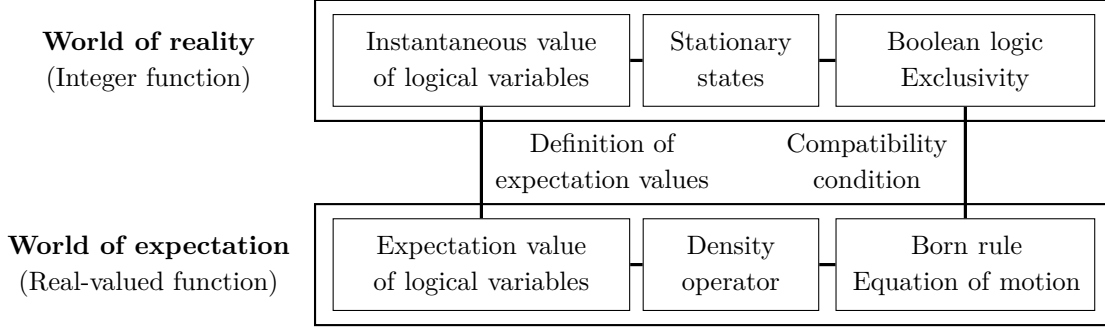 World of reality
(Integer function)
Instantaneous value
of logical variables
Stationary
states
Boolean logic
Exclusivity
Definition of
expectation values
Compatibility
condition
World of expectation
(Real-valued function)
Expectation value
of logical variables
Density
operator
Born rule
Equation of motion